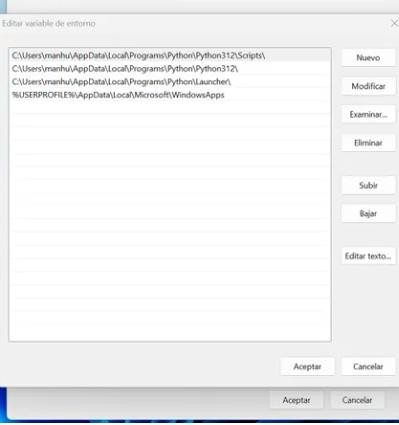 Editar variable de entorno
C:\Users\manhu\AppData\Local\Programs\Python\Python312\Scripts\
C:\Users\manhu\AppData\Local\Programs\Python\Python312\
C:\Users\manhu\AppData\Local\Programs\Python\Launcher\
%USERPROFILE%\AppData\Local\Microsoft\WindowsApps
Nuevo
Modificar
Examinar...
Eliminar
Subir
Bajar
Editar texto...
Aceptar
Cancelar
Aceptar
Cancelar